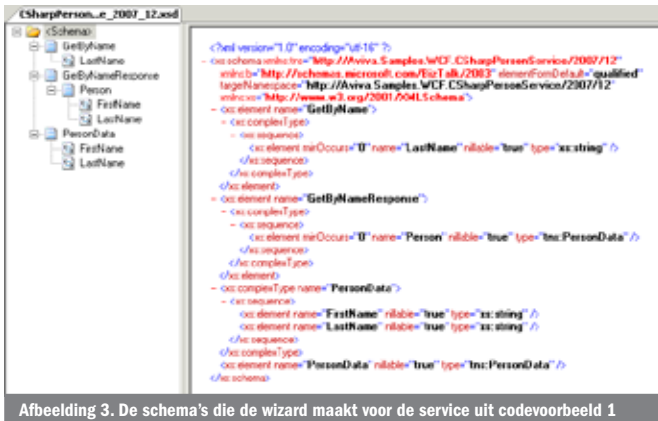 CSharpPerson...e_2007_12.xsd
<Schema>
GetByName
LastName
GetByNameResponse
Person
FirstName
LastName
PersonData
FirstName
LastName
<?xml version="1.0" encoding="utf-16" ?>
- <xs:schema xmlns:tns="http://Aviva.Samples.WCF.CSharpPersonService/2007/12"
xmlns:b="http://schemas.microsoft.com/BizTalk/2003" elementFormDefault="qualified"
targetNamespace="http://Aviva.Samples.WCF.CSharpPersonService/2007/12"
xmlns:xs="http://www.w3.org/2001/XMLSchema">
- <xs:element name="GetByName">
- <xs:complexType>
- <xs:sequence>
<xs:element minOccurs="0" name="LastName" nillable="true" type="xs:string" />
</xs:sequence>
</xs:complexType>
</xs:element>
- <xs:element name="GetByNameResponse">
- <xs:complexType>
- <xs:sequence>
<xs:element minOccurs="0" name="Person" nillable="true" type="tns:PersonData" />
</xs:sequence>
</xs:complexType>
</xs:element>
- <xs:complexType name="PersonData">
- <xs:sequence>
<xs:element name="FirstName" nillable="true" type="xs:string" />
<xs:element name="LastName" nillable="true" type="xs:string" />
</xs:sequence>
</xs:complexType>
<xs:element name="PersonData" nillable="true" type="tns:PersonData" />
</xs:schema>
Afbeelding 3. De schema's die de wizard maakt voor de service uit codevoorbeeld 1